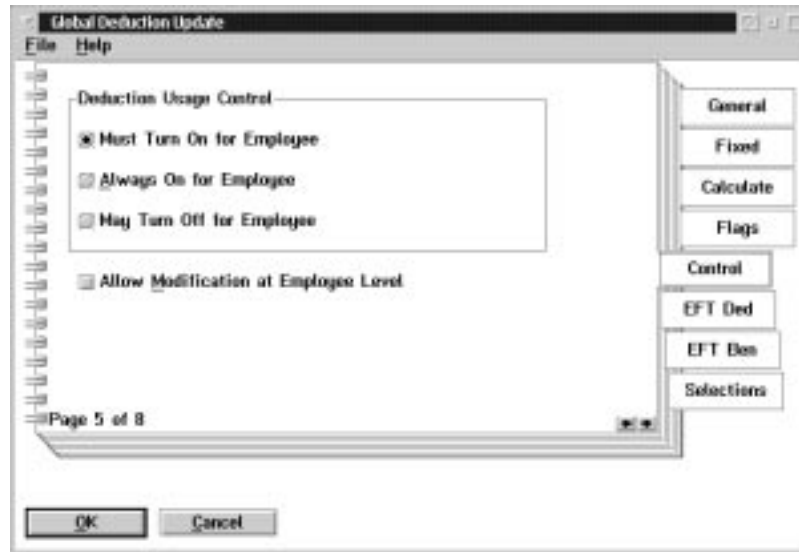 Global Deduction Update
File Help
Deduction Usage Control
Must Turn On for Employee
Always On for Employee
May Turn Off for Employee
Allow Modification at Employee Level
Page 5 of 8
General
Fixed
Calculate
Flags
Control
EFT Ded
EFT Ben
Selections
OK Cancel